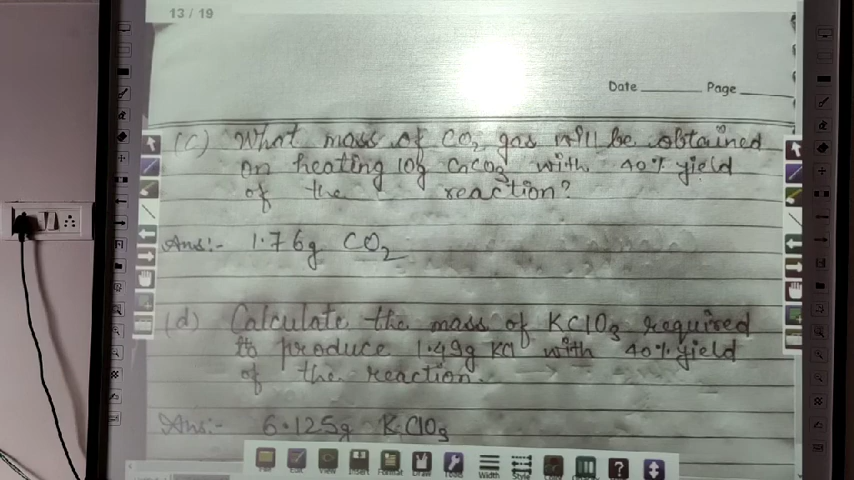 13 / 19
Date Page
(c) What mass of CO₂ gas will be obtained
on heating 10g CaCO₃ with 40% yield
of the reaction?
Ans:- 1.76g CO₂
(d) Calculate the mass of KClO₃ required
to produce 1.49g KCl with 40% yield
of the reaction.
Ans:- 6.125g KClO₃
Width
Style